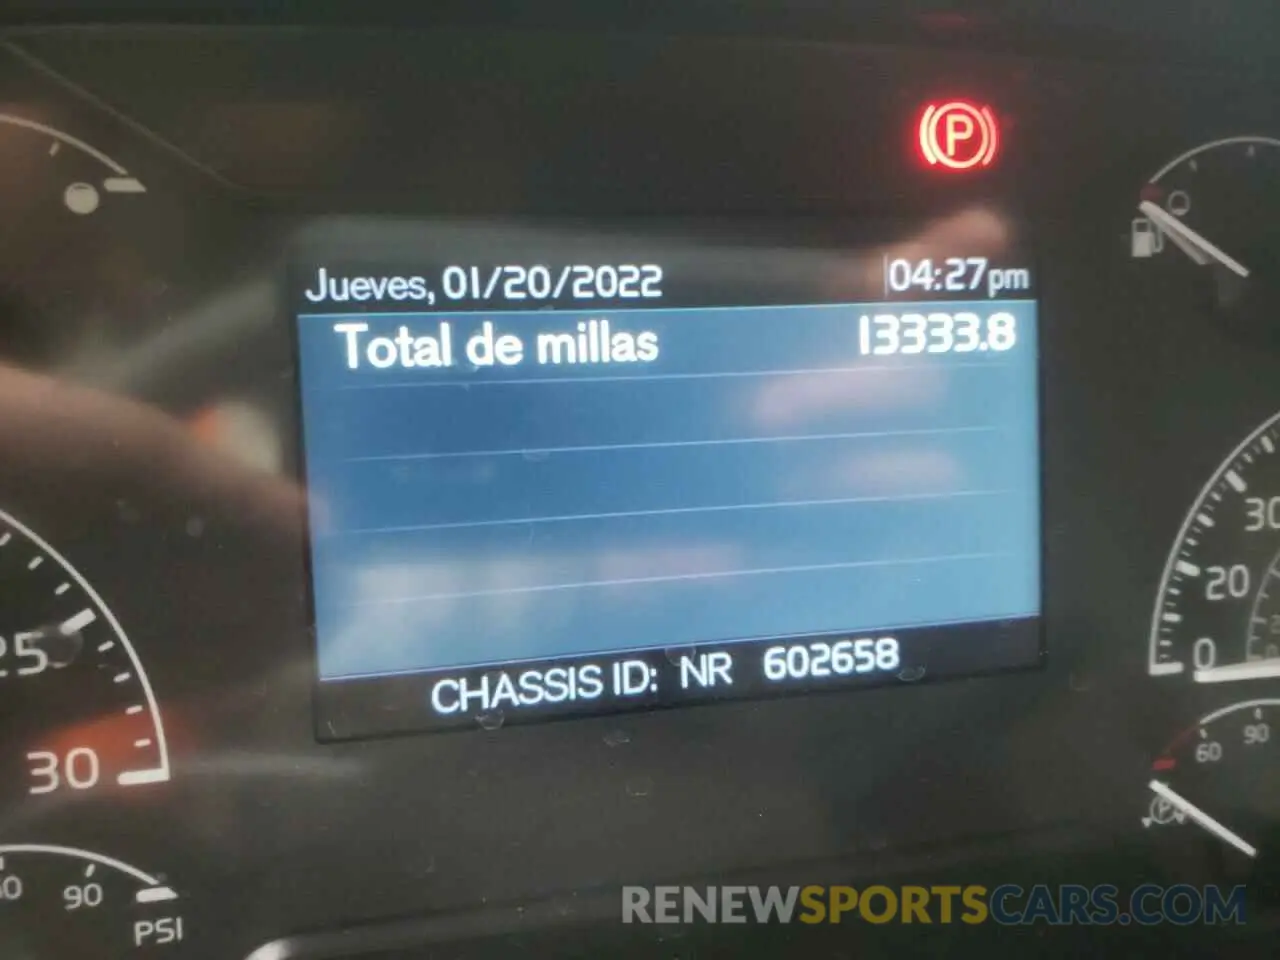 P
Jueves, 01/20/2022 04:27pm
Total de millas 13333.8
CHASSIS ID: NR 602658
25
30
90
PSI
30
20
0
60 90
P
RENEWSPORTSCARS.COM